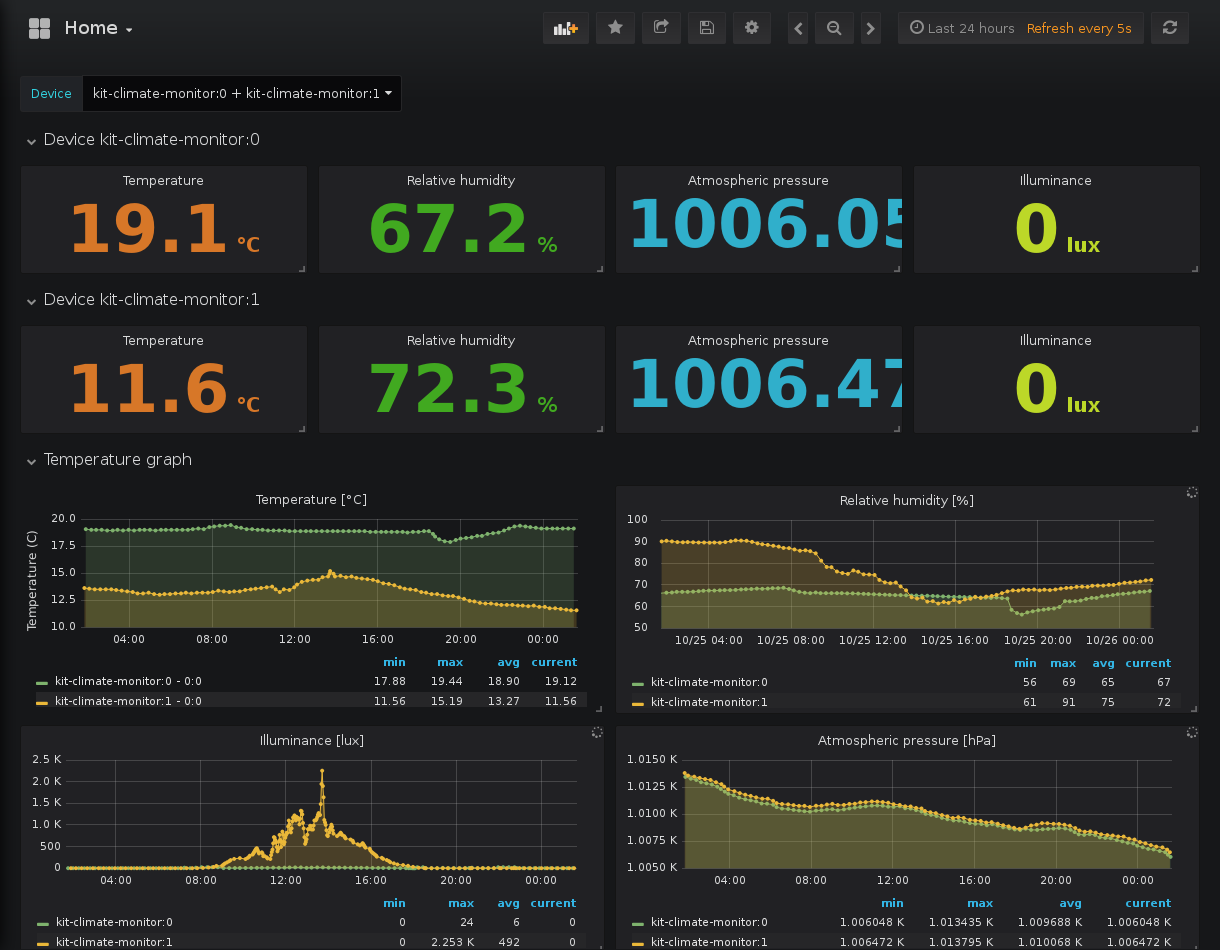 Home
Last 24 hours Refresh every 5s
Device kit-climate-monitor:0 + kit-climate-monitor:1
Device kit-climate-monitor:0
Temperature Relative humidity Atmospheric pressure Illuminance
19.1 °C 67.2 % 1006.05 0 lux
Device kit-climate-monitor:1
Temperature Relative humidity Atmospheric pressure Illuminance
11.6 °C 72.3 % 1006.47 0 lux
Temperature graph
Temperature [°C]
Temperature (C)
20.0
17.5
15.0
12.5
10.0
04:00 08:00 12:00 16:00 20:00 00:00
min max avg current
kit-climate-monitor:0 - 0:0 17.88 19.44 18.90 19.12
kit-climate-monitor:1 - 0:0 11.56 15.19 13.27 11.56
Relative humidity [%]
100
90
80
70
60
50
10/25 04:00 10/25 08:00 10/25 12:00 10/25 16:00 10/25 20:00 10/26 00:00
min max avg current
kit-climate-monitor:0 56 69 65 67
kit-climate-monitor:1 61 91 75 72
Illuminance [lux]
2.5 K
2.0 K
1.5 K
1.0 K
500
0
04:00 08:00 12:00 16:00 20:00 00:00
min max avg current
kit-climate-monitor:0 0 24 6 0
kit-climate-monitor:1 0 2.253 K 492 0
Atmospheric pressure [hPa]
1.0150 K
1.0125 K
1.0100 K
1.0075 K
1.0050 K
04:00 08:00 12:00 16:00 20:00 00:00
min max avg current
kit-climate-monitor:0 1.006048 K 1.013435 K 1.009688 K 1.006048 K
kit-climate-monitor:1 1.006472 K 1.013795 K 1.010068 K 1.006472 K